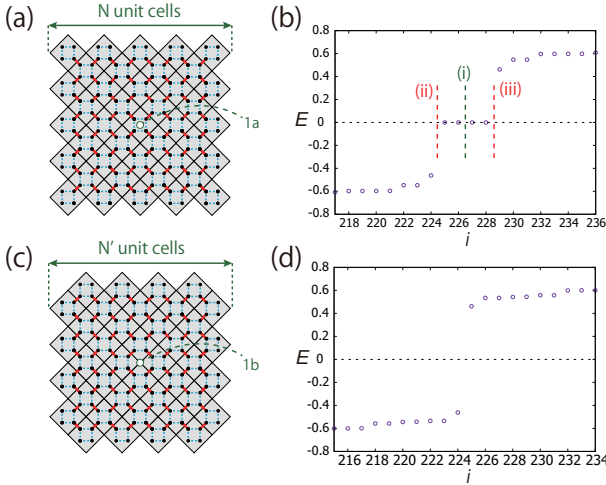 (a)
N unit cells
1a
(b)
0.8
0.6
0.4
0.2
0
-0.2
-0.4
-0.6
-0.8
E
(ii)
(i)
(iii)
218 220 222 224 226 228 230 232 234 236
i
(c)
N' unit cells
1b
(d)
0.8
0.6
0.4
0.2
0
-0.2
-0.4
-0.6
-0.8
E
216 218 220 222 224 226 228 230 232 234
i